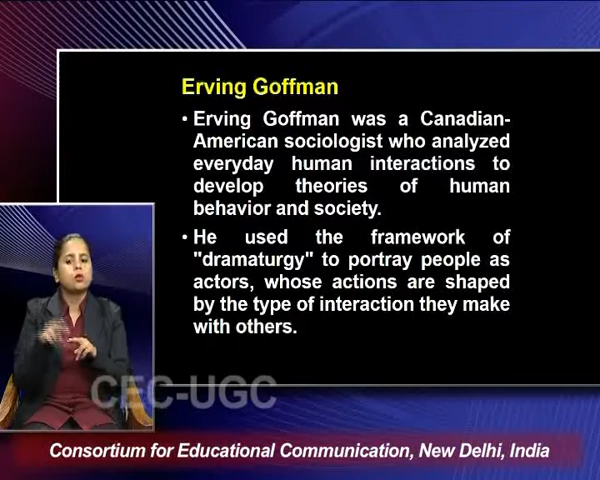 Erving Goffman
• Erving Goffman was a Canadian-
American sociologist who analyzed
everyday human interactions to
develop theories of human
behavior and society.
• He used the framework of
"dramaturgy" to portray people as
actors, whose actions are shaped
by the type of interaction they make
with others.
CEC-UGC
Consortium for Educational Communication, New Delhi, India